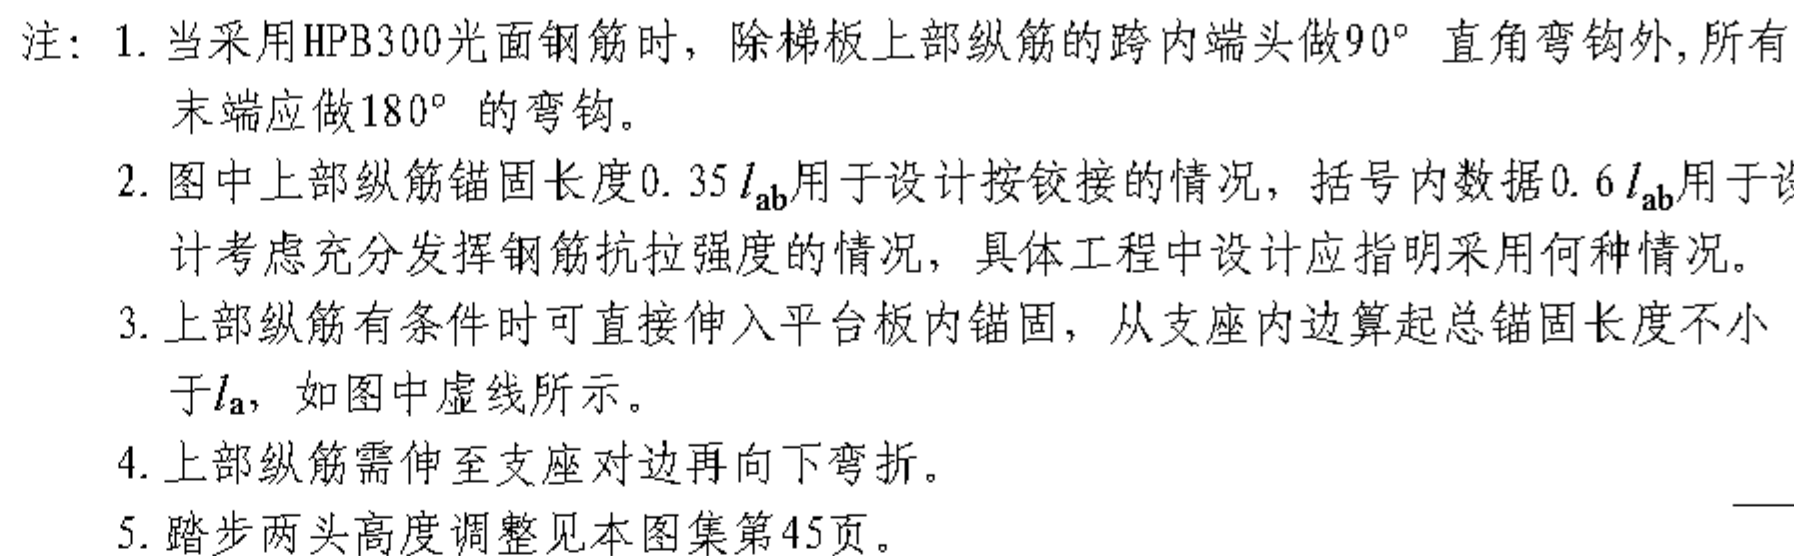 注：1. 当采用HPB300光面钢筋时，除梯板上部纵筋的跨内端头做90° 直角弯钩外,所有
末端应做180° 的弯钩。
2. 图中上部纵筋锚固长度0. 35 lab用于设计按铰接的情况，括号内数据0. 6 lab用于设
计考虑充分发挥钢筋抗拉强度的情况，具体工程中设计应指明采用何种情况。
3. 上部纵筋有条件时可直接伸入平台板内锚固，从支座内边算起总锚固长度不小
于la，如图中虚线所示。
4. 上部纵筋需伸至支座对边再向下弯折。
5. 踏步两头高度调整见本图集第45页。